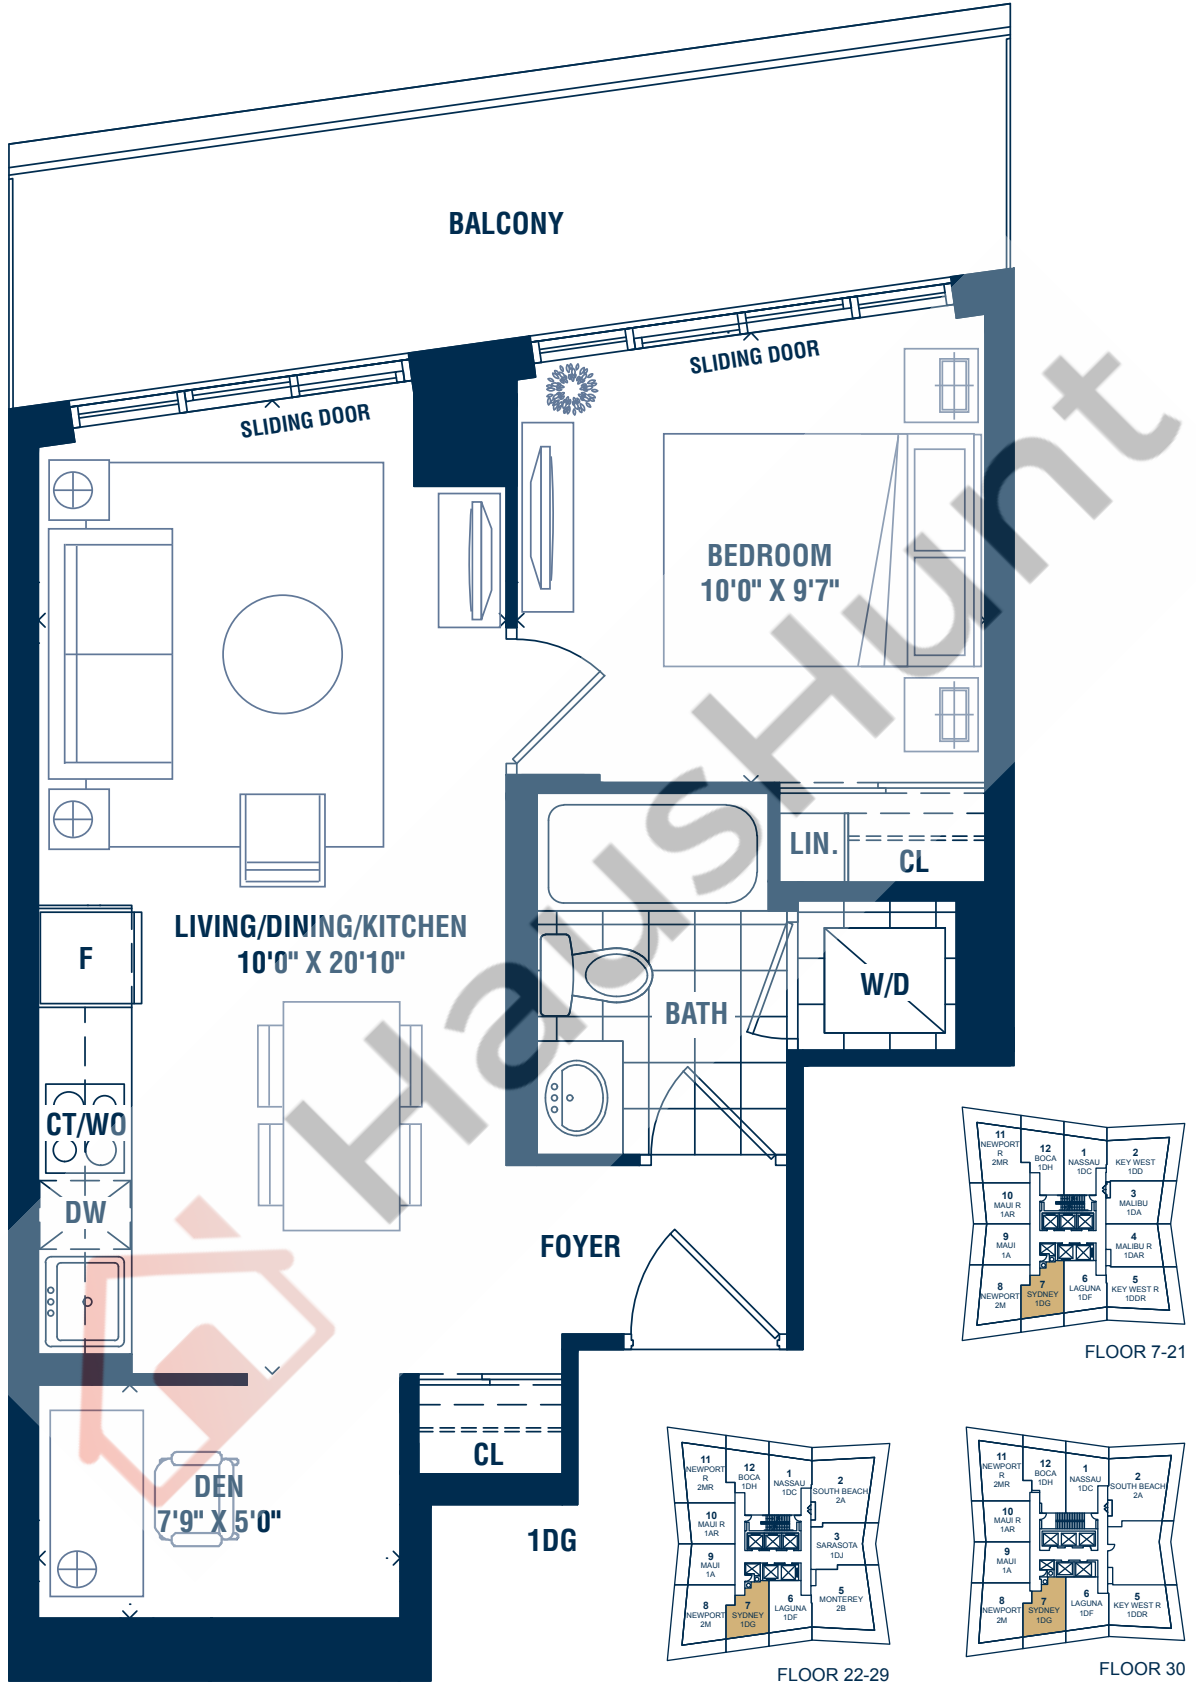 BALCONY
SLIDING DOOR
SLIDING DOOR
BEDROOM
10'0" X 9'7"
LIN.
CL
LIVING/DINING/KITCHEN
10'0" X 20'10"
F
W/D
BATH
CT/WO
DW
FOYER
CL
DEN
7'9" X 5'0"
1DG
HausHunt
11
NEWPORT
R
2MR
12
BOCA
1DH
1
NASSAU
1DC
2
KEY WEST
1DD
10
MAUI R
1AR
3
MALIBU
1DA
9
MAUI
1A
4
MALIBU R
1DAR
8
NEWPORT
2M
7
SYDNEY
1DG
6
LAGUNA
1DF
5
KEY WEST R
1DDR
FLOOR 7-21
11
NEWPORT
R
2MR
12
BOCA
1DH
1
NASSAU
1DC
2
SOUTH BEACH
2A
10
MAUI R
1AR
3
SARASOTA
1DJ
9
MAUI
1A
8
NEWPORT
2M
7
SYDNEY
1DG
6
LAGUNA
1DF
5
MONTEREY
2B
FLOOR 22-29
11
NEWPORT
R
2MR
12
BOCA
1DH
1
NASSAU
1DC
2
SOUTH BEACH
2A
10
MAUI R
1AR
9
MAUI
1A
8
NEWPORT
2M
7
SYDNEY
1DG
6
LAGUNA
1DF
5
KEY WEST R
1DDR
FLOOR 30